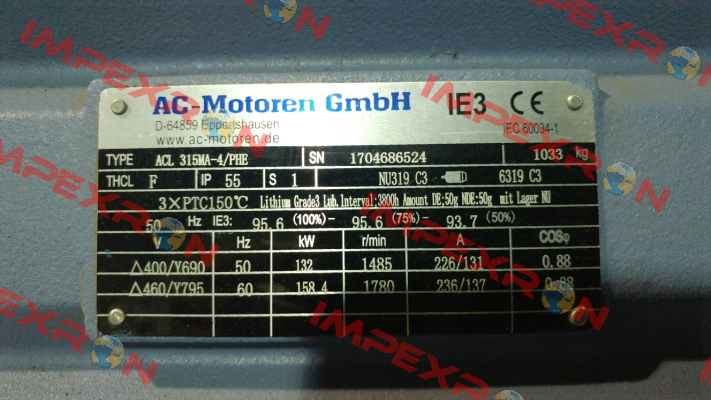 AC-Motoren GmbH IE3 CE
D-64859 Eppertshausen IEC 60034-1
www.ac-motoren.de
TYPE ACL 315MA-4/PHE SN 1704686524 1033 kg
THCL F IP 55 S 1 NU319 C3 6319 C3
3×PTC150℃ Lithium Grade3 Lub. Interval:3800h Amount DE:50g NDE:50g mit Lager NU
50 Hz IE3: 95.6 (100%)- 95.6 (75%)- 93.7 (50%)
V Hz kW r/min A COSφ
△400/Y690 50 132 1485 226/131 0.88
△460/Y795 60 158.4 1780 236/137 0.88
IMPEXRON
IMPEXRON
IMPEXRON
IMPEXRON
IMPEXRON